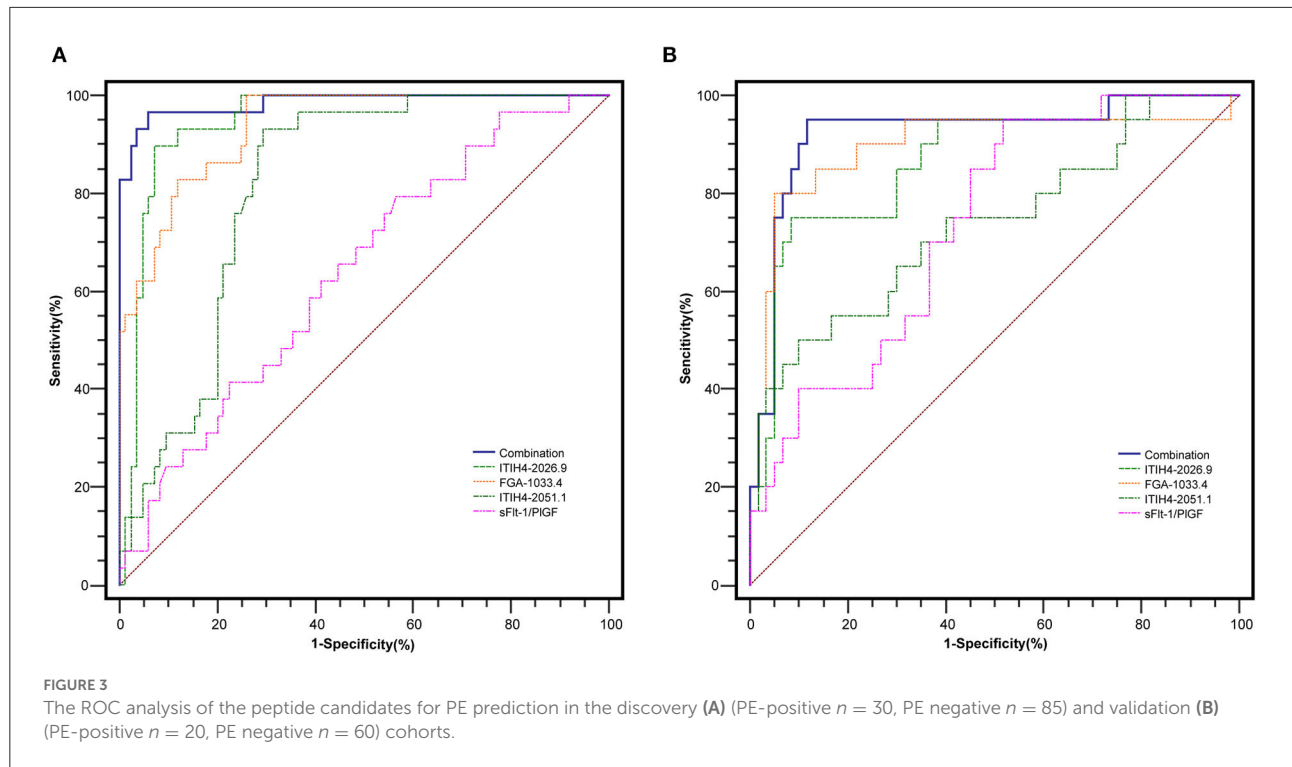 A
B
100
80
60
40
20
0
Sensitivity(%)
0 20 40 60 80 100
1-Specificity(%)
Combination
ITIH4-2026.9
FGA-1033.4
ITIH4-2051.1
sFlt-1/PlGF
100
80
60
40
20
0
Sencitivity(%)
0 20 40 60 80 100
1-Specificity(%)
Combination
ITIH4-2026.9
FGA-1033.4
ITIH4-2051.1
sFlt-1/PlGF
FIGURE 3
The ROC analysis of the peptide candidates for PE prediction in the discovery (A) (PE-positive n = 30, PE negative n = 85) and validation (B)
(PE-positive n = 20, PE negative n = 60) cohorts.